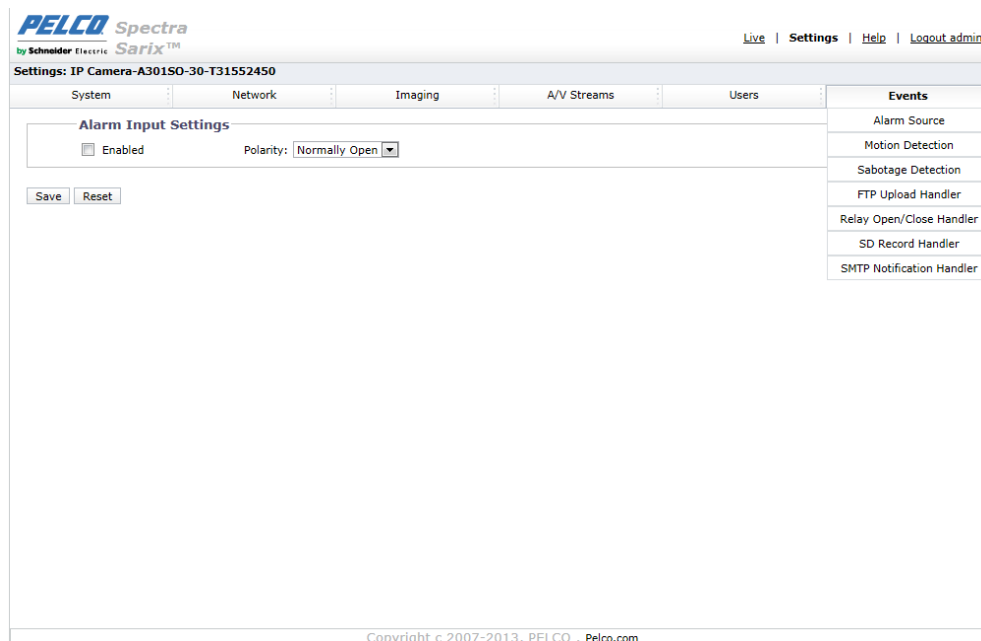 PELCO Spectra
by Schneider Electric Sarix™
Live | Settings | Help | Logout admin
Settings: IP Camera-A301SO-30-T31552450
System Network Imaging A/V Streams Users Events
Alarm Source
Motion Detection
Sabotage Detection
FTP Upload Handler
Relay Open/Close Handler
SD Record Handler
SMTP Notification Handler
Alarm Input Settings
Enabled Polarity: Normally Open
Save Reset
Copyright c 2007-2013, PELCO . Pelco.com